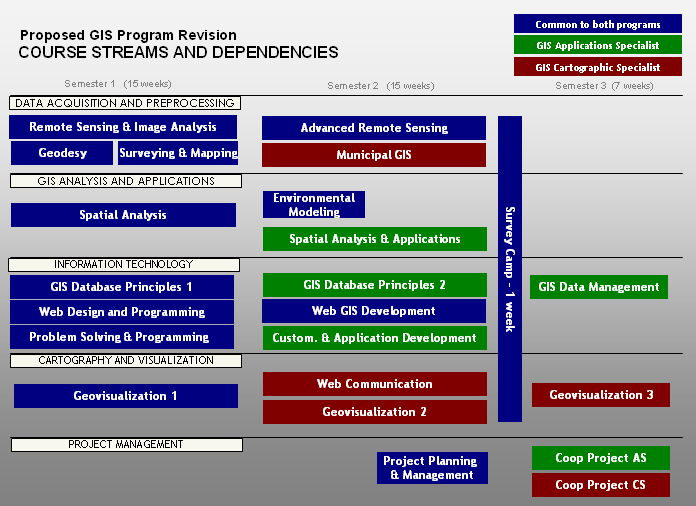 Proposed GIS Program Revision
COURSE STREAMS AND DEPENDENCIES
Common to both programs
GIS Applications Specialist
GIS Cartographic Specialist
Semester 1 (15 weeks)
Semester 2 (15 weeks)
Semester 3 (7 weeks)
DATA ACQUISITION AND PREPROCESSING
Remote Sensing & Image Analysis
Geodesy
Surveying & Mapping
Advanced Remote Sensing
Municipal GIS
GIS ANALYSIS AND APPLICATIONS
Spatial Analysis
Environmental
Modeling
Spatial Analysis & Applications
Survey Camp - 1 week
INFORMATION TECHNOLOGY
GIS Database Principles 1
Web Design and Programming
Problem Solving & Programming
GIS Database Principles 2
Web GIS Development
Custom. & Application Development
GIS Data Management
CARTOGRAPHY AND VISUALIZATION
Geovisualization 1
Web Communication
Geovisualization 2
Geovisualization 3
PROJECT MANAGEMENT
Project Planning
& Management
Coop Project AS
Coop Project CS